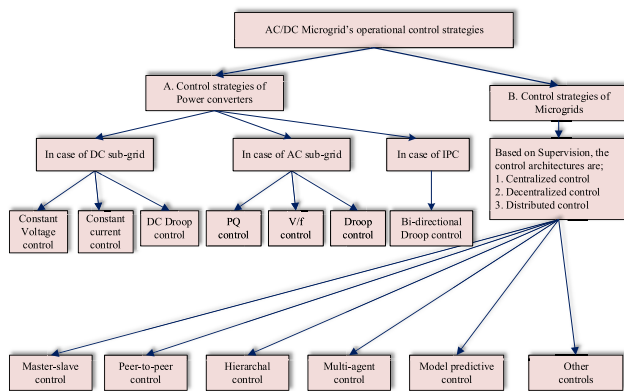 AC/DC Microgrid's operational control strategies
A. Control strategies of
Power converters
B. Control strategies of
Microgrids
In case of DC sub-grid
In case of AC sub-grid
In case of IPC
Based on Supervision, the
control architectures are;
1. Centralized control
2. Decentralized control
3. Distributed control
Constant
Voltage
control
Constant
current
control
DC Droop
control
PQ
control
V/f
control
Droop
control
Bi-directional
Droop control
Master-slave
control
Peer-to-peer
control
Hierarchal
control
Multi-agent
control
Model predictive
control
Other
controls